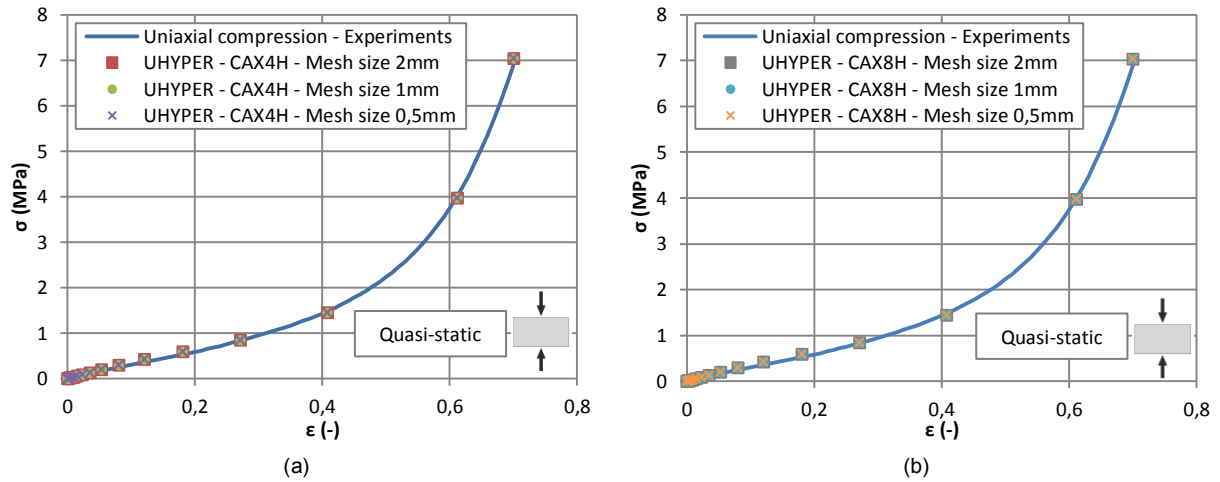 8
7
6
5
4
3
2
1
0
σ (MPa)
Uniaxial compression - Experiments
UHYPER - CAX4H - Mesh size 2mm
UHYPER - CAX4H - Mesh size 1mm
UHYPER - CAX4H - Mesh size 0,5mm
Quasi-static
0 0,2 0,4 0,6 0,8
ε (-)
(a)
8
7
6
5
4
3
2
1
0
σ (MPa)
Uniaxial compression - Experiments
UHYPER - CAX8H - Mesh size 2mm
UHYPER - CAX8H - Mesh size 1mm
UHYPER - CAX8H - Mesh size 0,5mm
Quasi-static
0 0,2 0,4 0,6 0,8
ε (-)
(b)